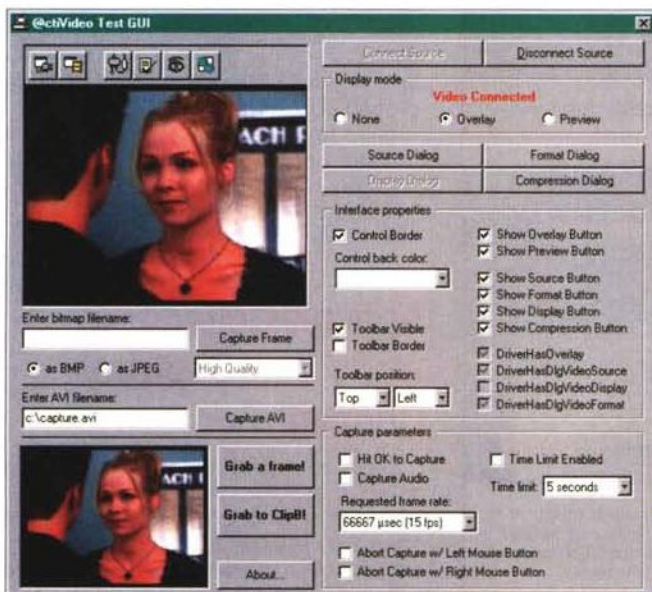 @ctiVideo Test GUI
Connect Source
Disconnect Source
Display mode
Video Connected
None
Overlay
Preview
Source Dialog
Format Dialog
Display Dialog
Compression Dialog
Interface properties
Control Border
Control back color:
Show Overlay Button
Show Preview Button
Show Source Button
Show Format Button
Show Display Button
Show Compression Button
Toolbar Visible
Toolbar Border
Toolbar position:
Top
Left
DriverHasOverlay
DriverHasDlgVideoSource
DriverHasDlgVideoDisplay
DriverHasDlgVideoFormat
Enter bitmap filename:
Capture Frame
as BMP
as JPEG
High Quality
Enter AVI filename:
c:\capture.avi
Capture AVI
Grab a frame!
Grab to ClipB!
About...
Capture parameters
Hit OK to Capture
Capture Audio
Time Limit Enabled
Time limit:
5 seconds
Requested frame rate:
66667 µsec (15 fps)
Abort Capture w/ Left Mouse Button
Abort Capture w/ Right Mouse Button